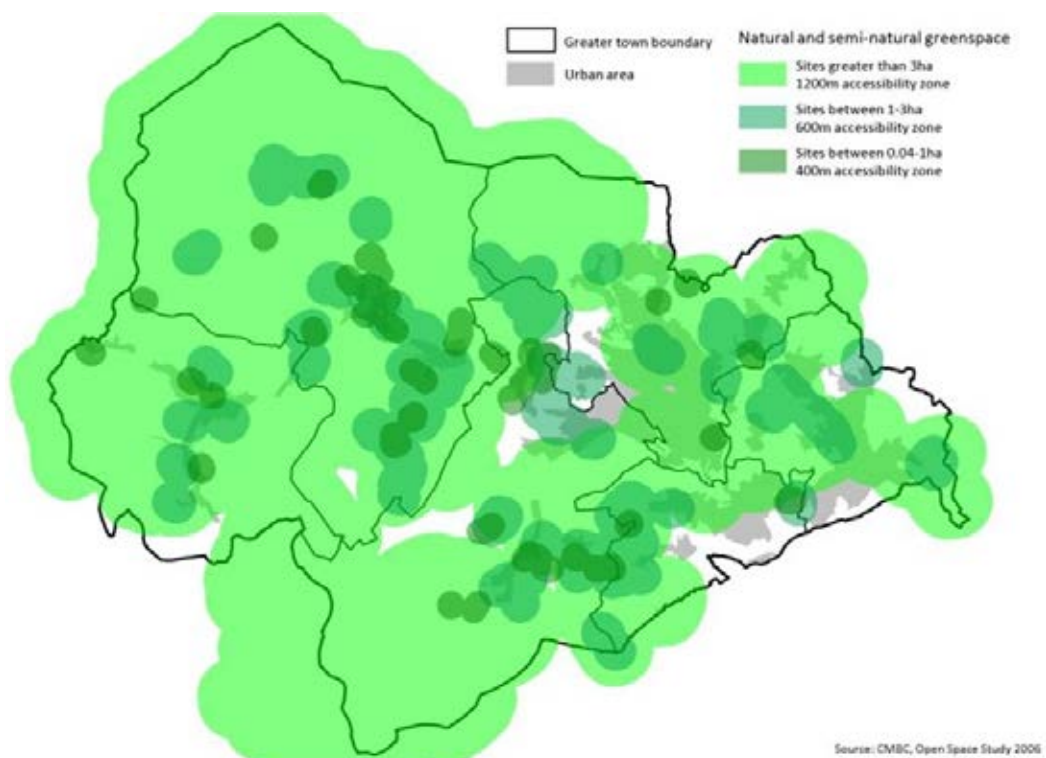 Greater town boundary
Urban area
Natural and semi-natural greenspace
Sites greater than 3ha
1200m accessibility zone
Sites between 1-3ha
600m accessibility zone
Sites between 0.04-1ha
400m accessibility zone
Source: CMBC, Open Space Study 2006